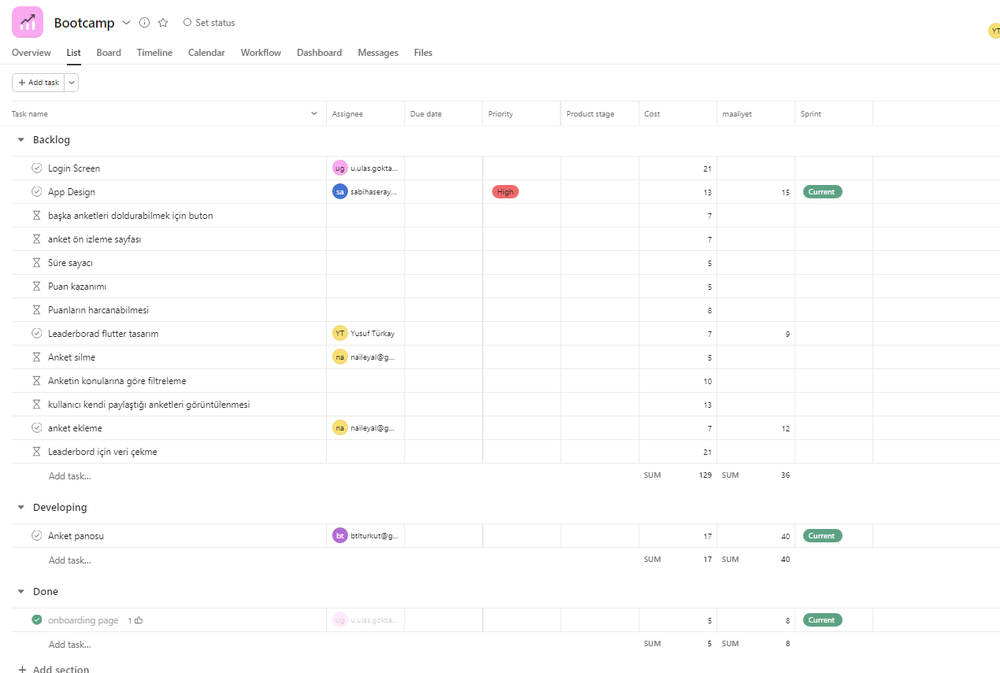 Bootcamp Set status
YT
Overview List Board Timeline Calendar Workflow Dashboard Messages Files
+ Add task
Task name Assignee Due date Priority Product stage Cost maaliyet Sprint
Backlog
Login Screen ug u.ulas.gokta... 21
App Design sa sabihaseray... High 13 15 Current
başka anketleri doldurabilmek için buton 7
anket ön izleme sayfası 7
Süre sayacı 5
Puan kazanımı 5
Puanların harcanabilmesi 8
Leaderborad flutter tasarım YT Yusuf Türkay 7 9
Anket silme na naileyal@g... 5
Anketin konularına göre filtreleme 10
kullanıcı kendi paylaştığı anketleri görüntülenmesi 13
anket ekleme na naileyal@g... 7 12
Leaderbord için veri çekme 21
Add task... SUM 129 SUM 36
Developing
Anket panosu bt btlturkut@g... 17 40 Current
Add task... SUM 17 SUM 40
Done
onboarding page 1 ug u.ulas.gokta... 5 8 Current
Add task... SUM 5 SUM 8
+ Add section